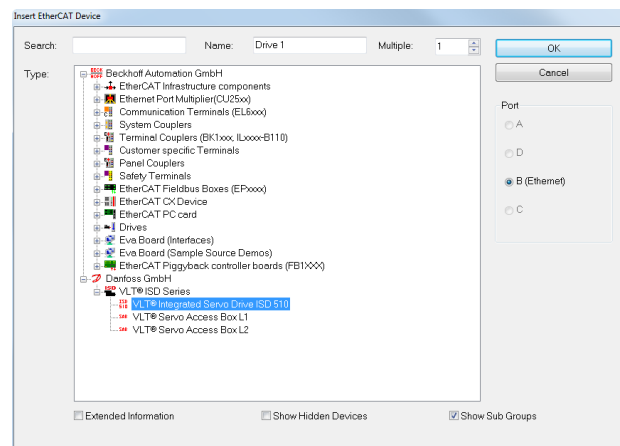 Insert EtherCAT Device
Search: Name: Drive 1 Multiple: 1 OK
Type: Cancel
Beckhoff Automation GmbH
EtherCAT Infrastructure components
Ethernet Port Multiplier(CU25xx)
Communication Terminals (EL6xxx)
System Couplers
Terminal Couplers (BK1xxx, ILxxxx-B110)
Customer specific Terminals
Panel Couplers
Safety Terminals
EtherCAT Fieldbus Boxes (EPxxxx)
EtherCAT CX Device
EtherCAT PC card
Drives
Eva Board (Interfaces)
Eva Board (Sample Source Demos)
EtherCAT Piggyback controller boards (FB1XXX)
Danfoss GmbH
VLT® ISD Series
VLT® Integrated Servo Drive ISD 510
VLT® Servo Access Box L1
VLT® Servo Access Box L2
Port
A
D
B (Ethernet)
C
Extended Information Show Hidden Devices Show Sub Groups